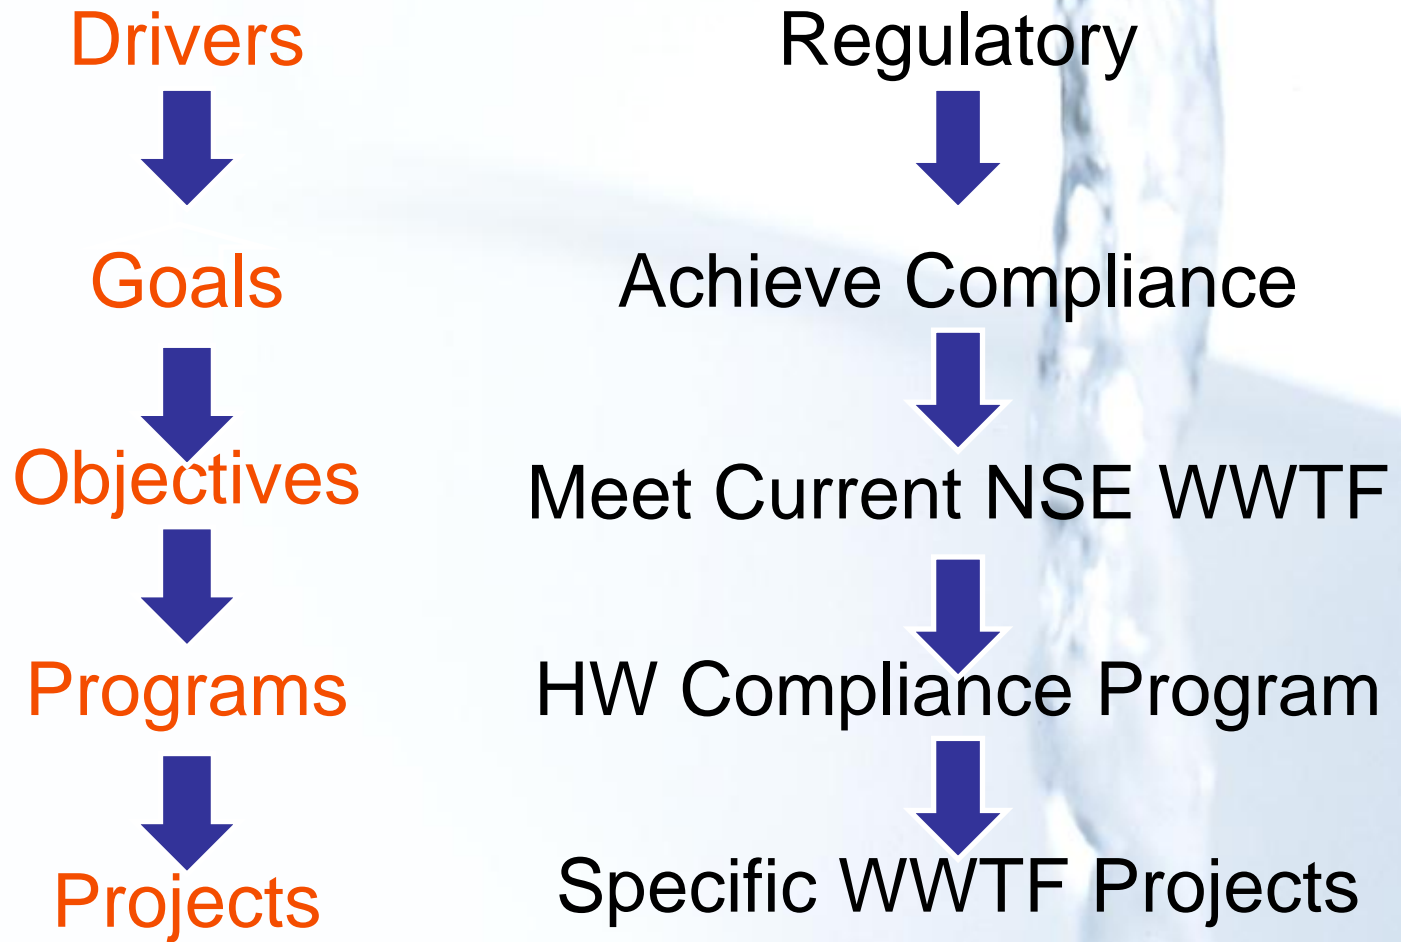 Drivers
Regulatory
Goals
Achieve Compliance
Objectives
Meet Current NSE WWTF
Programs
HW Compliance Program
Projects
Specific WWTF Projects